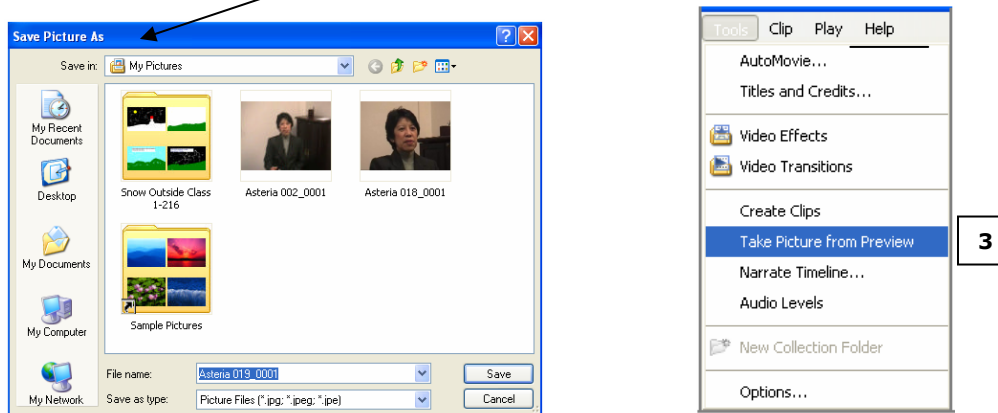 Save Picture As
Save in:
My Pictures
My Recent
Documents
Desktop
My Documents
My Computer
My Network
Snow Outside Class
1-216
Asteria 002_0001
Asteria 018_0001
Sample Pictures
File name:
Asteria 019_0001
Save
Save as type:
Picture Files (*.jpg; *.jpeg; *.jpe)
Cancel
Tools Clip Play Help
AutoMovie...
Titles and Credits...
Video Effects
Video Transitions
Create Clips
Take Picture from Preview
3
Narrate Timeline...
Audio Levels
New Collection Folder
Options...